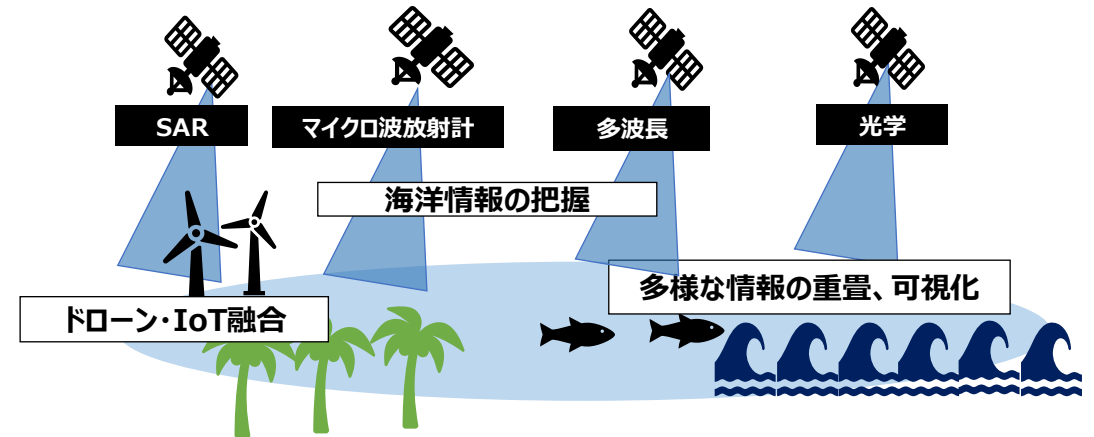 SAR
マイクロ波放射計
多波長
光学
海洋情報の把握
多様な情報の重畳、可視化
ドローン・IoT融合